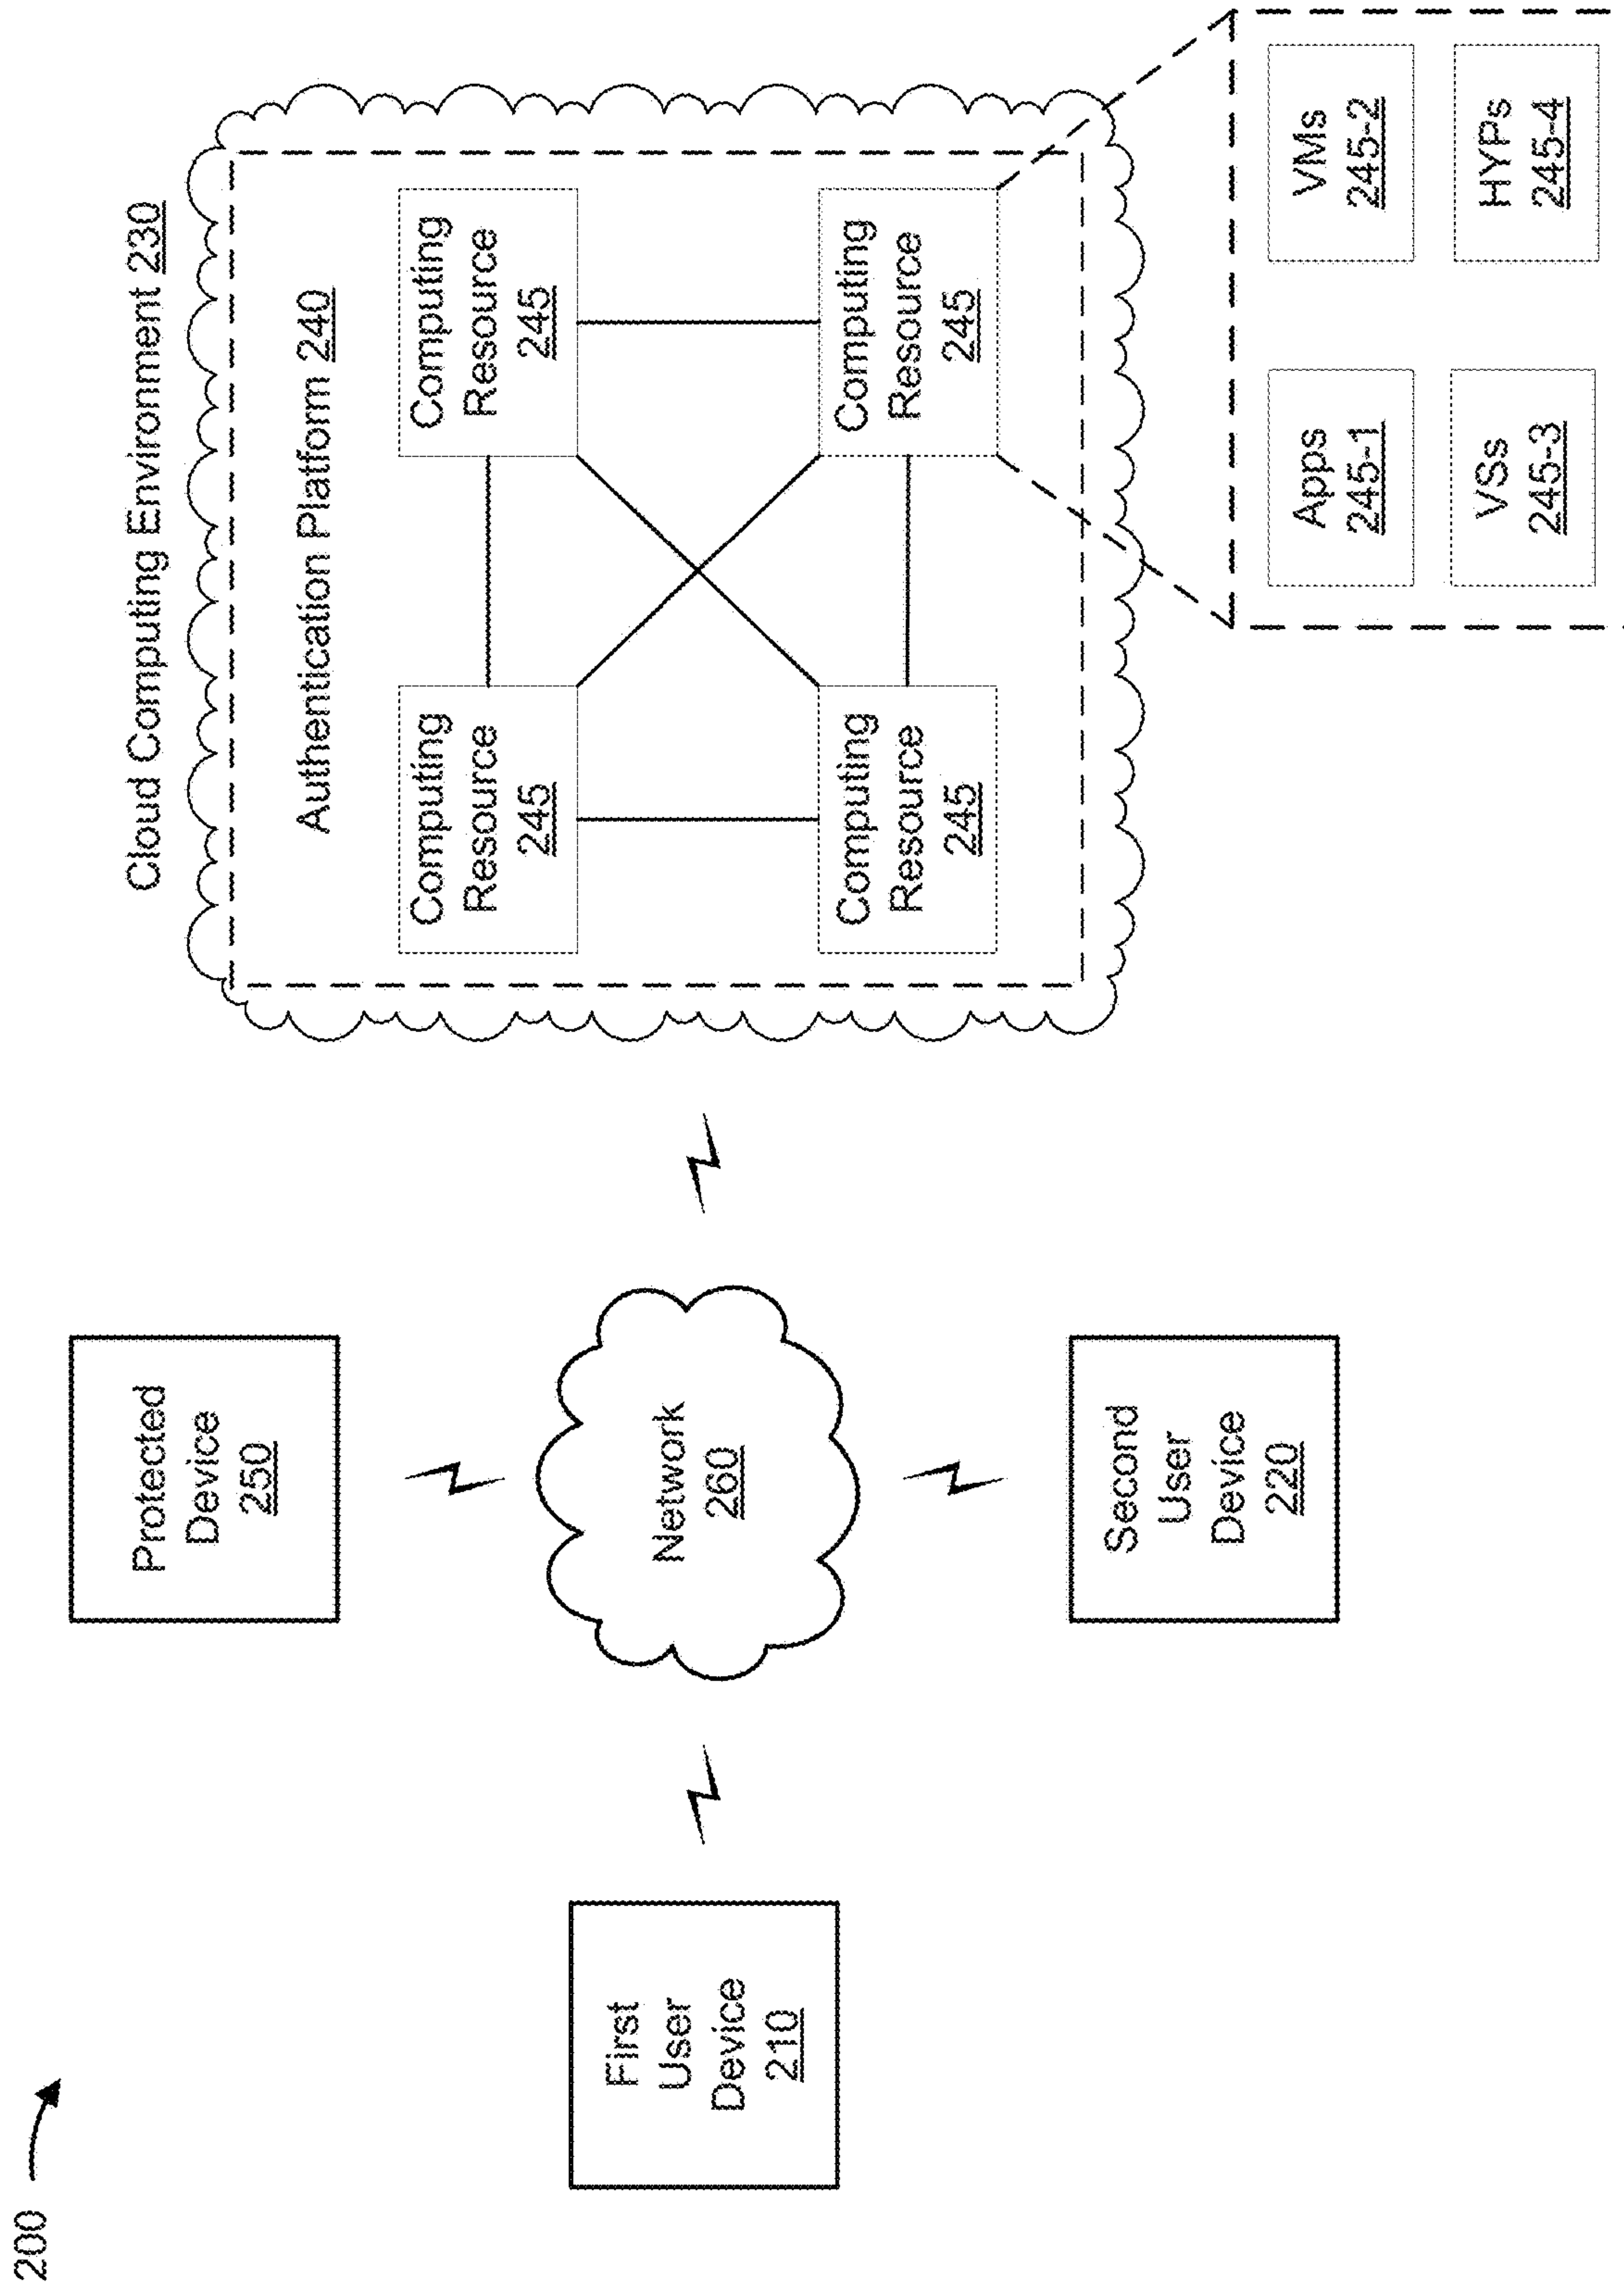 200
Cloud Computing Environment 230
Authentication Platform 240
Computing
Resource
245
Computing
Resource
245
Computing
Resource
245
Computing
Resource
245
Apps
245-1
VMs
245-2
VSs
245-3
HYPs
245-4
Protected
Device
250
Network
260
First
User
Device
210
Second
User
Device
220